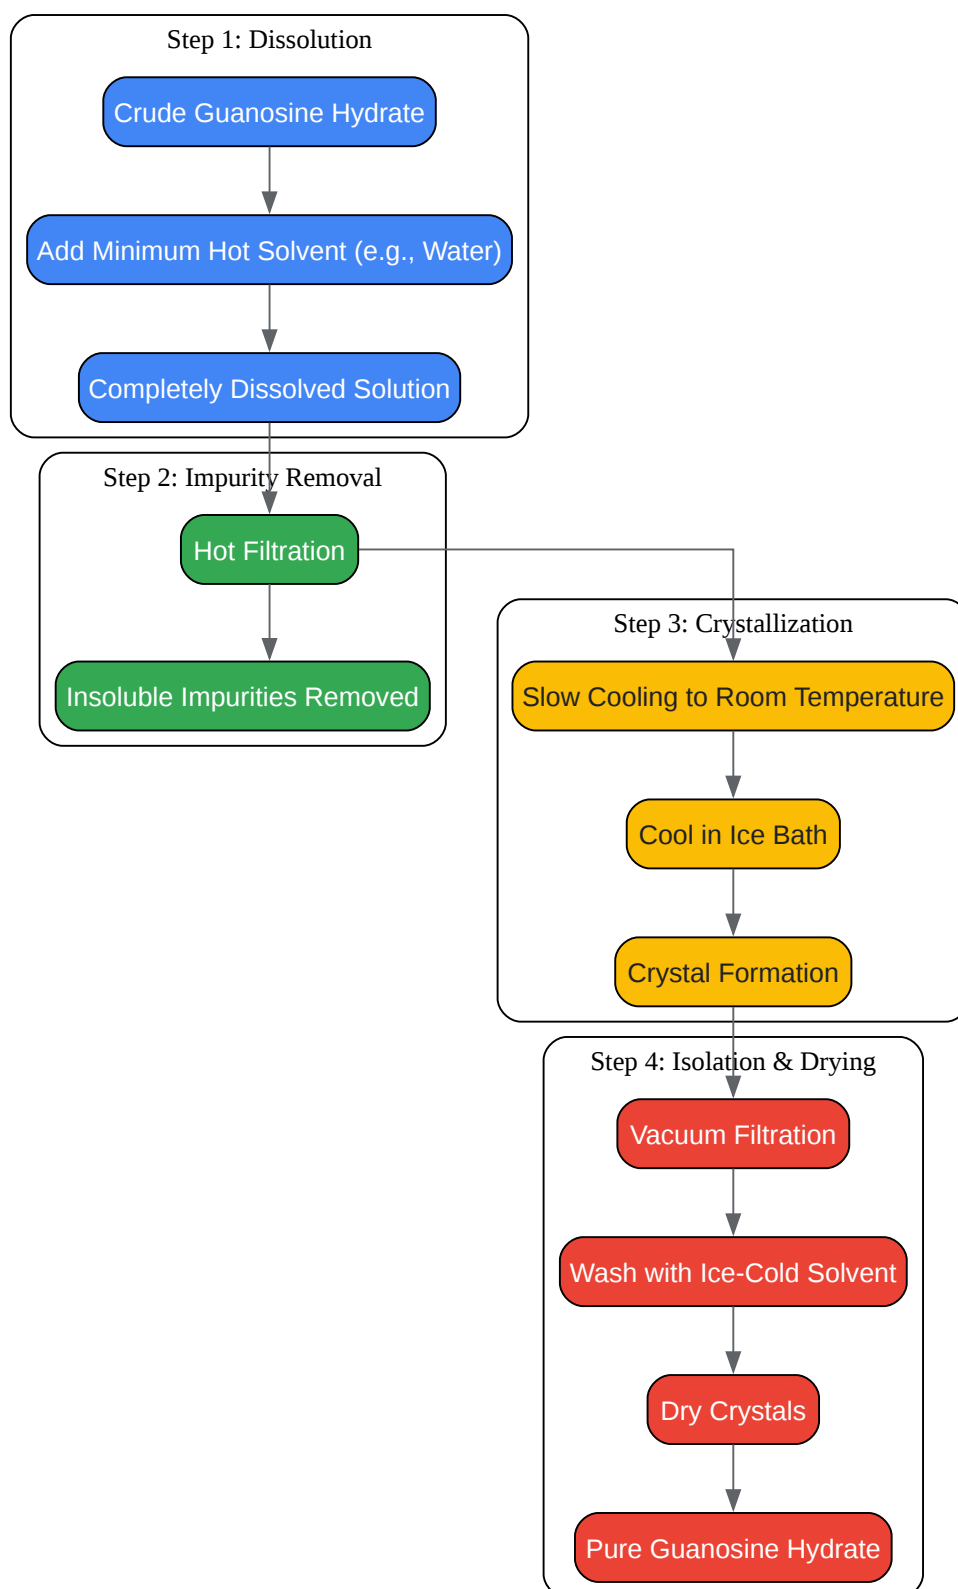 Step 1: Dissolution
Crude Guanosine Hydrate
Add Minimum Hot Solvent (e.g., Water)
Completely Dissolved Solution
Step 2: Impurity Removal
Hot Filtration
Insoluble Impurities Removed
Step 3: Crystallization
Slow Cooling to Room Temperature
Cool in Ice Bath
Crystal Formation
Step 4: Isolation & Drying
Vacuum Filtration
Wash with Ice-Cold Solvent
Dry Crystals
Pure Guanosine Hydrate